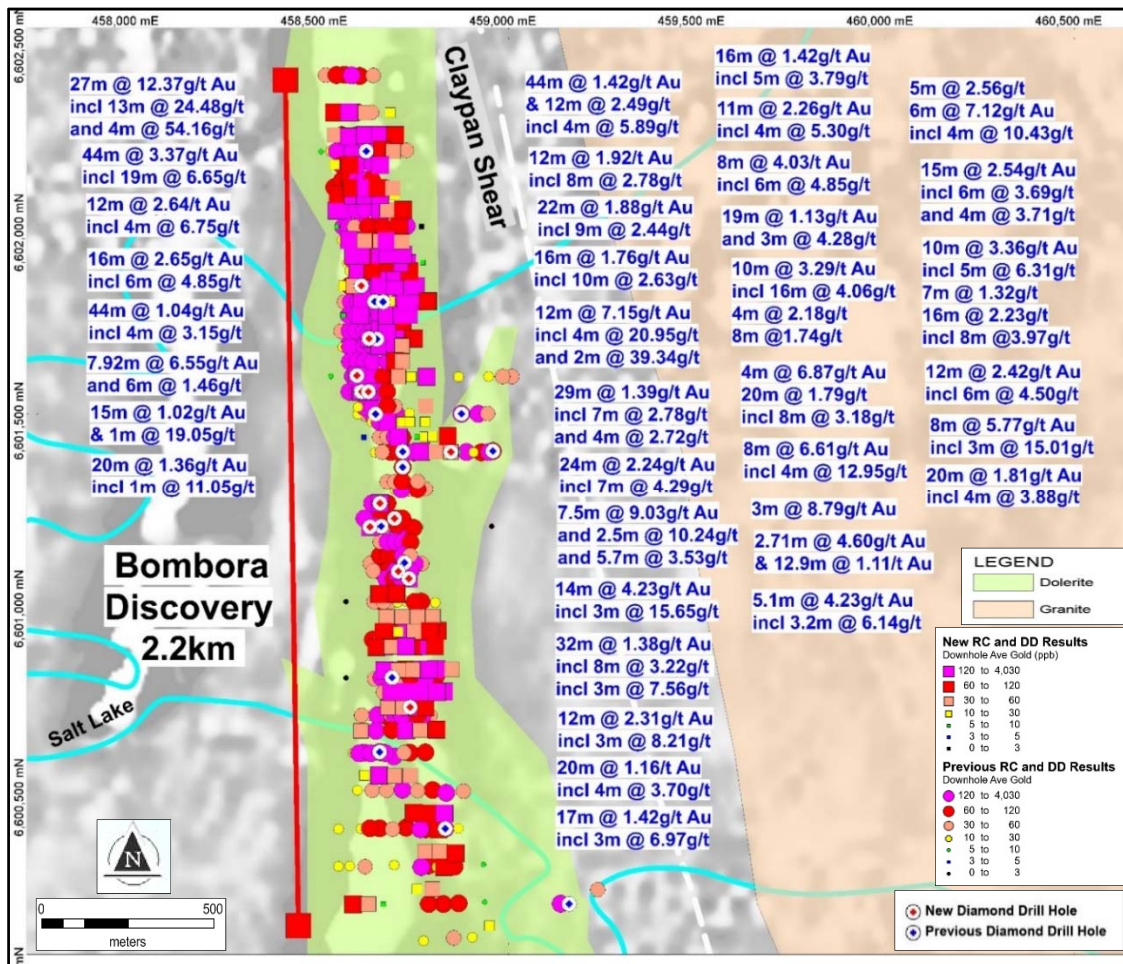 458,000 mE
458,500 mE
459,000 mE
459,500 mE
460,000 mE
460,500 mE
6,602,500 mN
6,602,000 mN
6,601,500 mN
6,601,000 mN
6,600,500 mN
mN
27m @ 12.37g/t Au
incl 13m @ 24.48g/t
and 4m @ 54.16g/t
44m @ 3.37g/t Au
incl 19m @ 6.65g/t
12m @ 2.64/t Au
incl 4m @ 6.75g/t
16m @ 2.65g/t Au
incl 6m @ 4.85g/t
44m @ 1.04g/t Au
incl 4m @ 3.15g/t
7.92m @ 6.55g/t Au
and 6m @ 1.46g/t
15m @ 1.02g/t Au
& 1m @ 19.05g/t
20m @ 1.36g/t Au
incl 1m @ 11.05g/t
Bombora
Discovery
2.2km
Salt Lake
N
0 500
meters
Claypan Shear
44m @ 1.42g/t Au
& 12m @ 2.49g/t
incl 4m @ 5.89g/t
12m @ 1.92/t Au
incl 8m @ 2.78g/t
22m @ 1.88g/t Au
incl 9m @ 2.44g/t
16m @ 1.76g/t Au
incl 10m @ 2.63g/t
12m @ 7.15g/t Au
incl 4m @ 20.95g/t
and 2m @ 39.34g/t
29m @ 1.39g/t Au
incl 7m @ 2.78g/t
and 4m @ 2.72g/t
24m @ 2.24g/t Au
incl 7m @ 4.29g/t
7.5m @ 9.03g/t Au
and 2.5m @ 10.24g/t
and 5.7m @ 3.53g/t
14m @ 4.23g/t Au
incl 3m @ 15.65g/t
32m @ 1.38g/t Au
incl 8m @ 3.22g/t
incl 3m @ 7.56g/t
12m @ 2.31g/t Au
incl 3m @ 8.21g/t
20m @ 1.16/t Au
incl 4m @ 3.70g/t
17m @ 1.42g/t Au
incl 3m @ 6.97g/t
16m @ 1.42g/t Au
incl 5m @ 3.79g/t
11m @ 2.26g/t Au
incl 4m @ 5.30g/t
8m @ 4.03/t Au
incl 6m @ 4.85g/t
19m @ 1.13g/t Au
and 3m @ 4.28g/t
10m @ 3.29g/t Au
incl 16m @ 4.06g/t
4m @ 2.18g/t
8m @1.74g/t
4m @ 6.87g/t Au
20m @ 1.79g/t
incl 8m @ 3.18g/t
8m @ 6.61g/t Au
incl 4m @ 12.95g/t
3m @ 8.79g/t Au
2.71m @ 4.60g/t Au
& 12.9m @ 1.11/t Au
5.1m @ 4.23g/t Au
incl 3.2m @ 6.14g/t
5m @ 2.56g/t
6m @ 7.12g/t Au
incl 4m @ 10.43g/t
15m @ 2.54g/t Au
incl 6m @ 3.69g/t
and 4m @ 3.71g/t
10m @ 3.36g/t Au
incl 5m @ 6.31g/t
7m @ 1.32g/t
16m @ 2.23g/t
incl 8m @3.97g/t
12m @ 2.42g/t Au
incl 6m @ 4.50g/t
8m @ 5.77g/t Au
incl 3m @ 15.01g/t
20m @ 1.81g/t Au
incl 4m @ 3.88g/t
LEGEND
Dolerite
Granite
New RC and DD Results
Downhole Ave Gold (ppb)
120 to 4,030
60 to 120
30 to 60
10 to 30
5 to 10
3 to 5
0 to 3
Previous RC and DD Results
Downhole Ave Gold
120 to 4,030
60 to 120
30 to 60
10 to 30
5 to 10
3 to 5
0 to 3
New Diamond Drill Hole
Previous Diamond Drill Hole